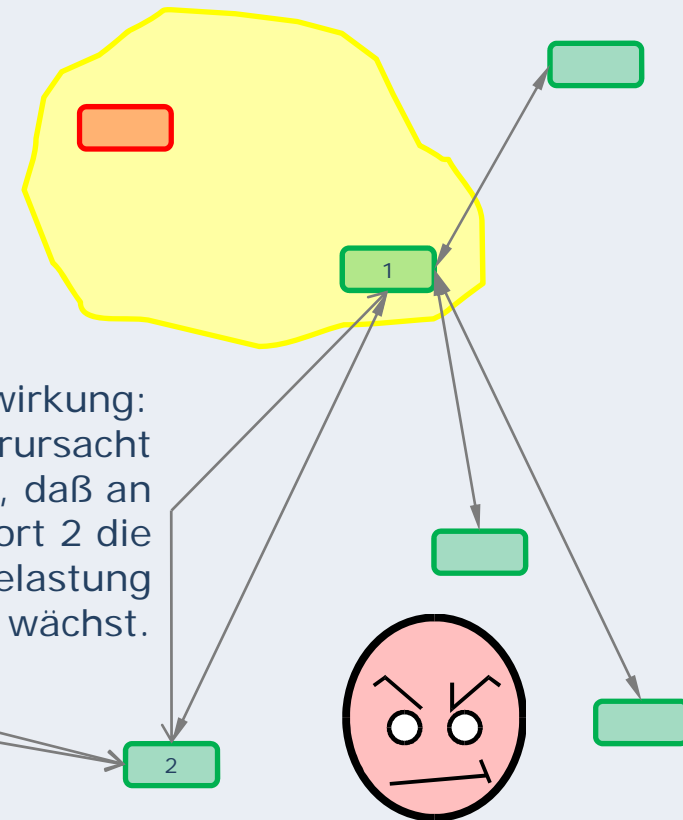 1
wirkung:
rursacht
, daß an
ort 2 die
elastung
wächst.
2